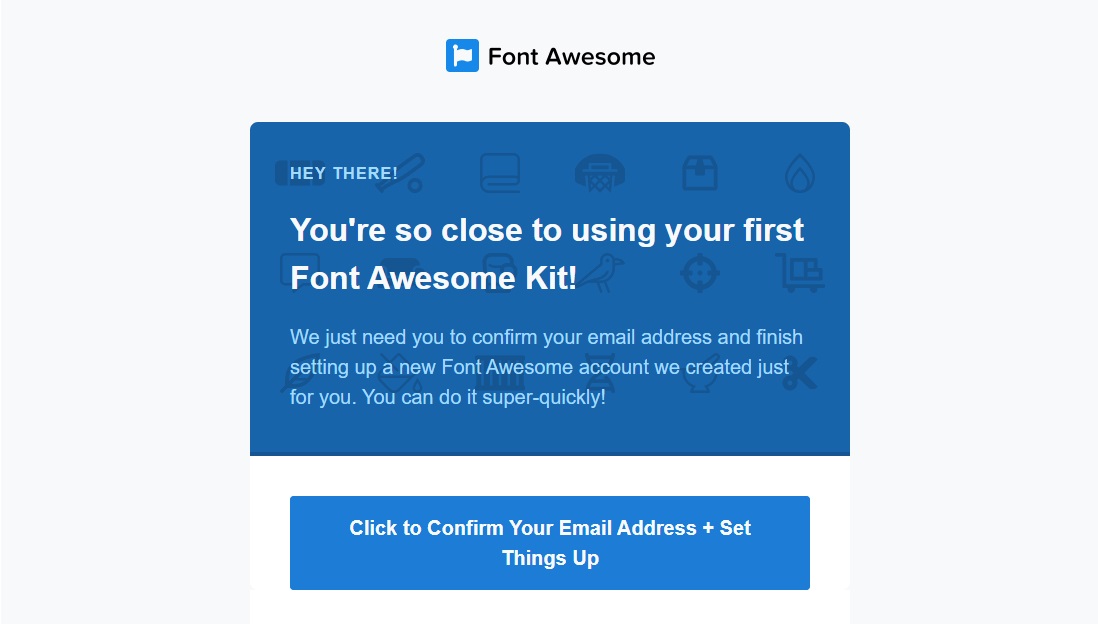 Font Awesome
HEY THERE!
You're so close to using your first
Font Awesome Kit!
We just need you to confirm your email address and finish
setting up a new Font Awesome account we created just
for you. You can do it super-quickly!
Click to Confirm Your Email Address + Set
Things Up